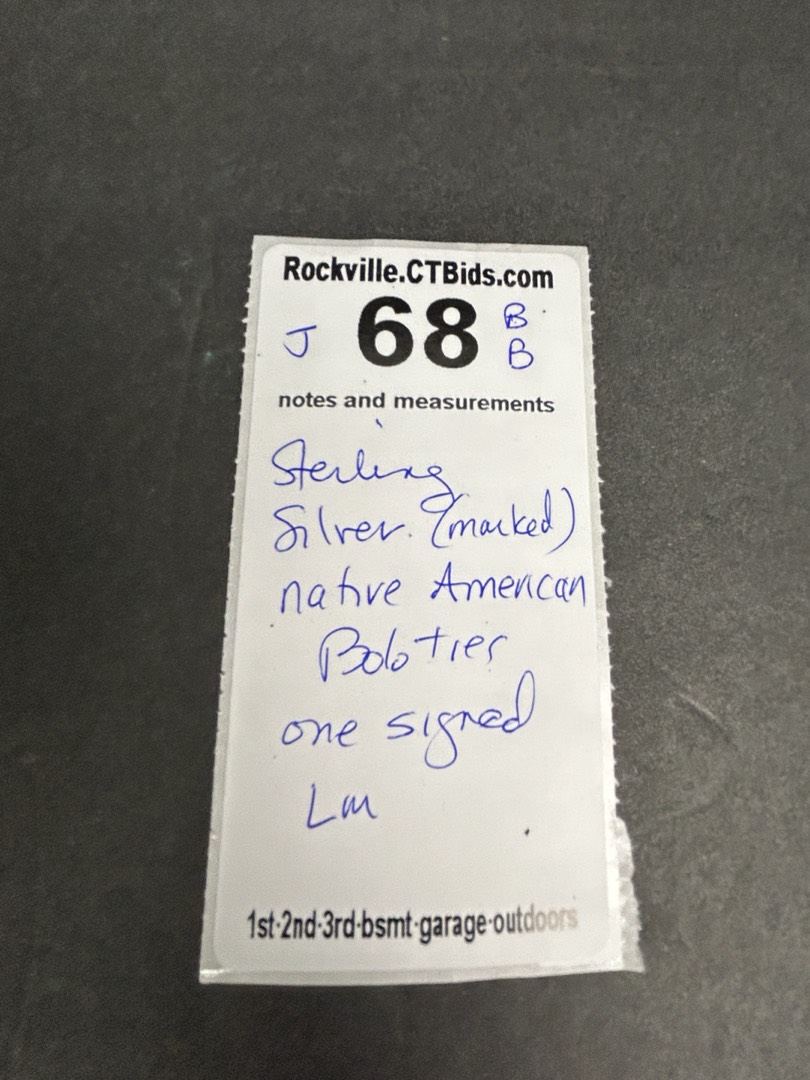 Rockville.CTBids.com
J 68 B
B
notes and measurements
Sterling
Silver. (marked)
native American
Bolo ties
one signed
LM
1st·2nd·3rd·bsmt·garage·outdoors